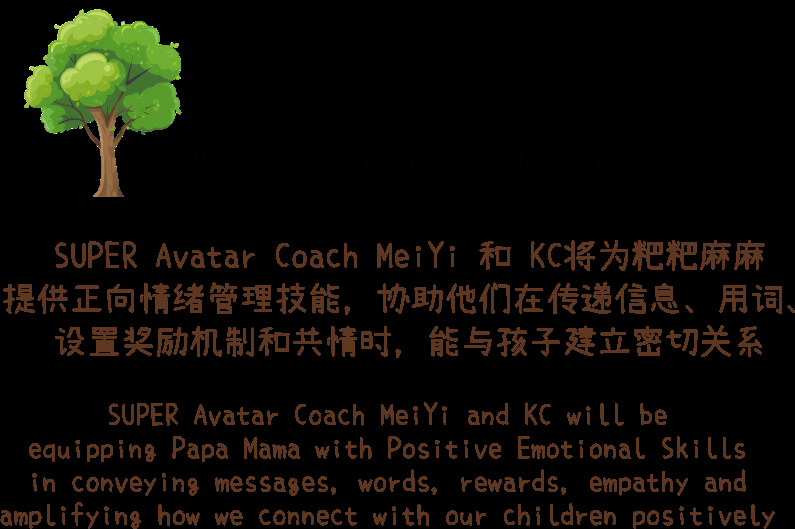 SUPER Avatar Coach MeiYi 和 KC将为粑粑麻麻
提供正向情绪管理技能，协助他们在传递信息、用词、
设置奖励机制和共情时，能与孩子建立密切关系
SUPER Avatar Coach MeiYi and KC will be
equipping Papa Mama with Positive Emotional Skills
in conveying messages, words, rewards, empathy and
amplifying how we connect with our children positively